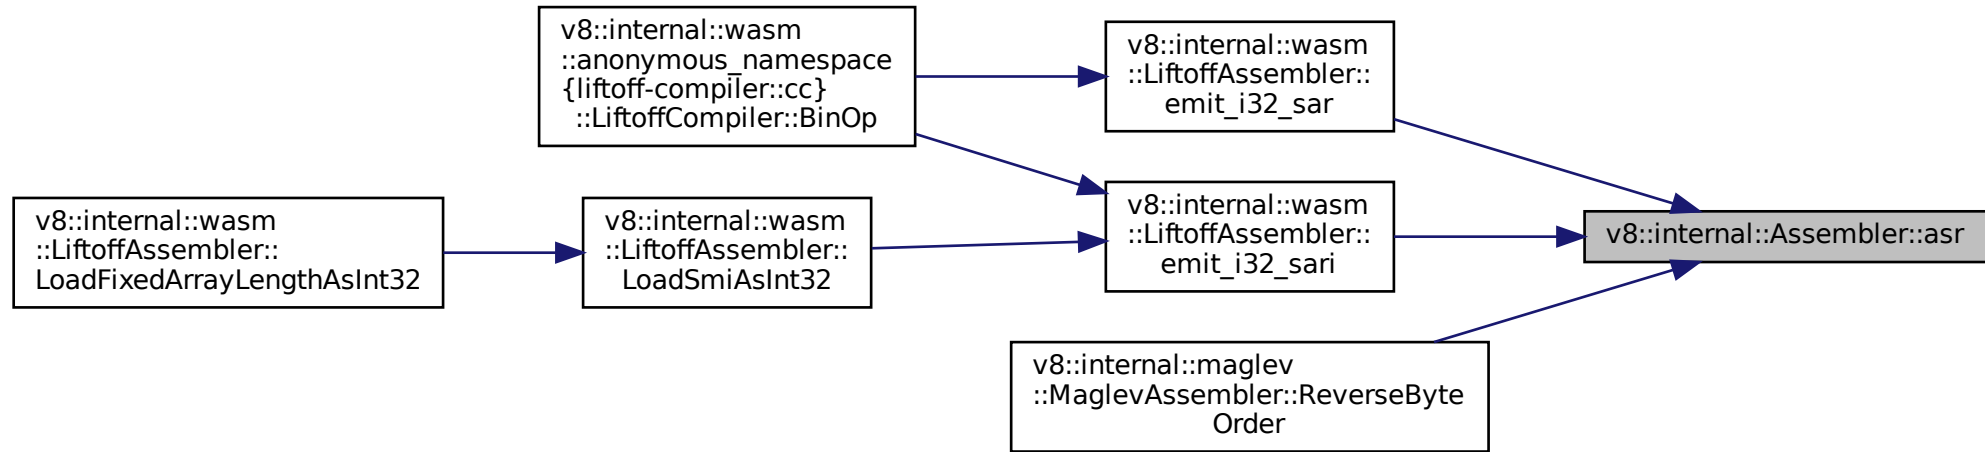 v8::internal::wasm
::anonymous_namespace
{liftoff-compiler::cc}
::LiftoffCompiler::BinOp
v8::internal::wasm
::LiftoffAssembler::
emit_i32_sar
v8::internal::wasm
::LiftoffAssembler::
LoadFixedArrayLengthAsInt32
v8::internal::wasm
::LiftoffAssembler::
LoadSmiAsInt32
v8::internal::wasm
::LiftoffAssembler::
emit_i32_sari
v8::internal::Assembler::asr
v8::internal::maglev
::MaglevAssembler::ReverseByte
Order